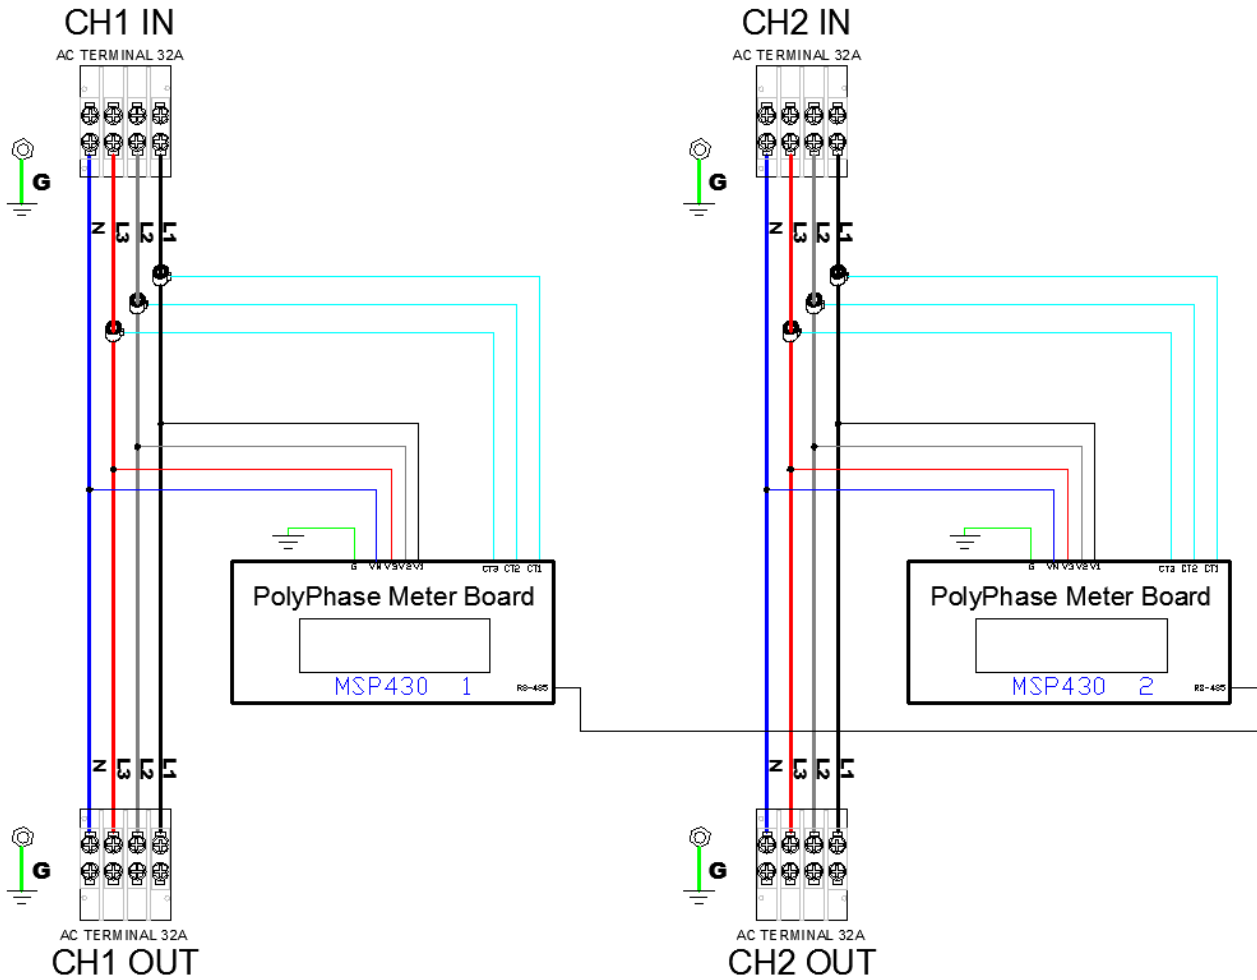 CH1 IN
AC TERMINAL 32A
G
N L3 L2 L1
G VN V3 V2 V1 CT3 CT2 CT1
PolyPhase Meter Board
MSP430 1 RS-485
N L3 L2 L1
G
AC TERMINAL 32A
CH1 OUT
CH2 IN
AC TERMINAL 32A
G
N L3 L2 L1
G VN V3 V2 V1 CT3 CT2 CT1
PolyPhase Meter Board
MSP430 2 RS-485
N L3 L2 L1
G
AC TERMINAL 32A
CH2 OUT